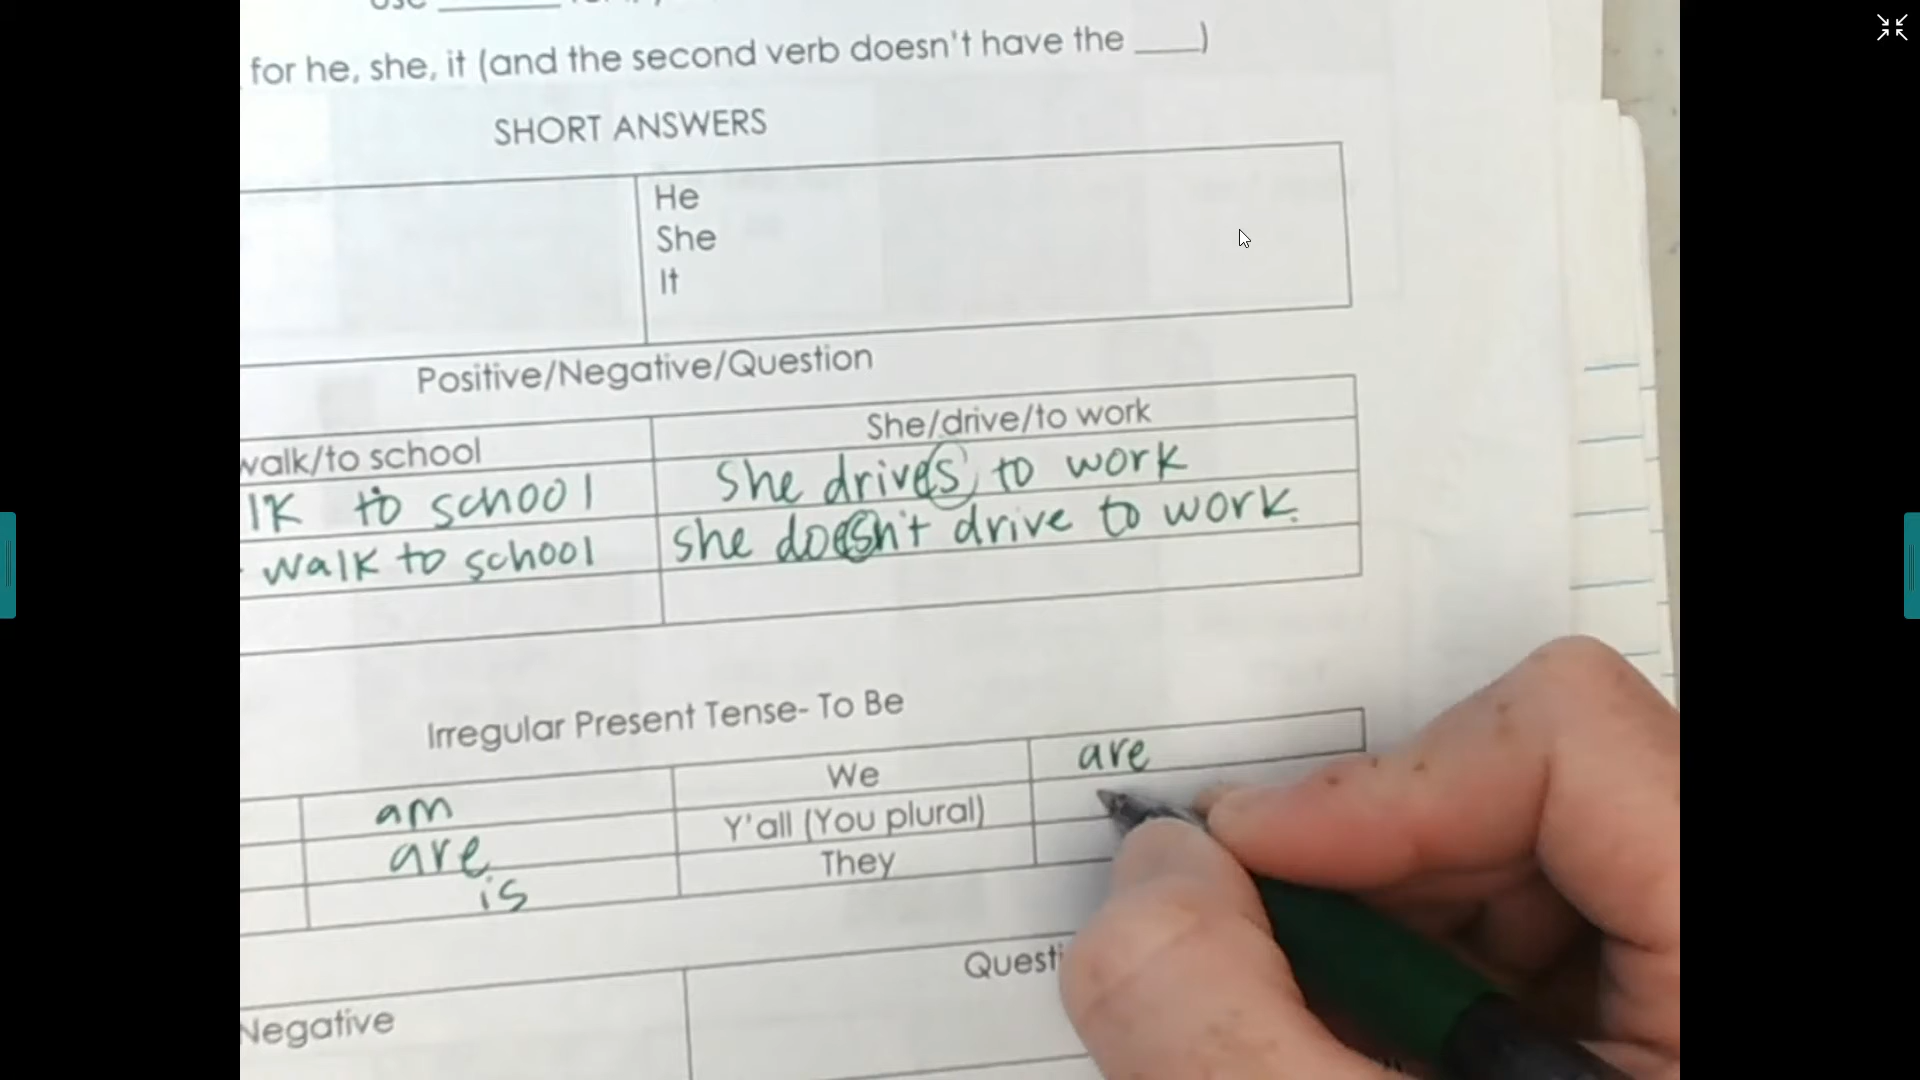 for he, she, it (and the second verb doesn't have the ____)
SHORT ANSWERS
He
She
It
Positive/Negative/Question
walk/to school
She/drive/to work
lk to school
She drives to work
walk to school
she doesn't drive to work.
Irregular Present Tense- To Be
am
We
are
are
Y'all (You plural)
is
They
Questi
Negative